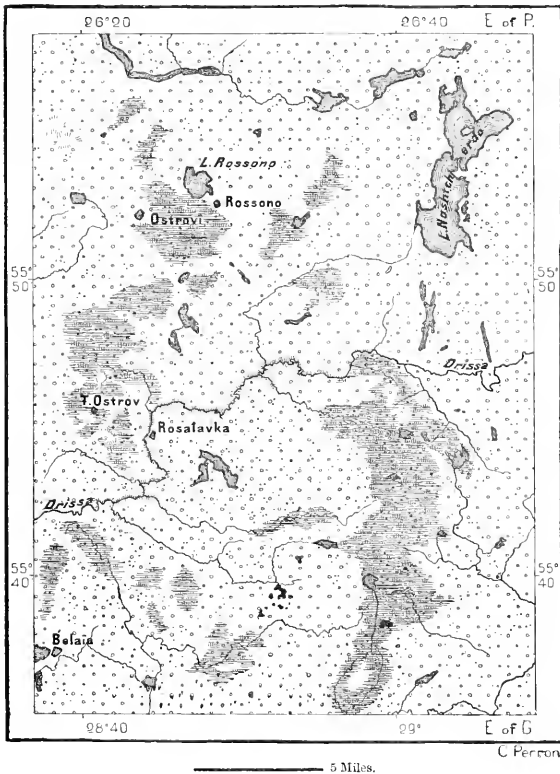 26°20 26°40 E of P.
L. Rossono
Rossono
Ostrovi
55°
50
55°
50
Drissa
T. Ostrov
Rosalavka
Drissa
55°
40
55°
40
Belaia
28°40 29° E of G
C Perron
5 Miles.